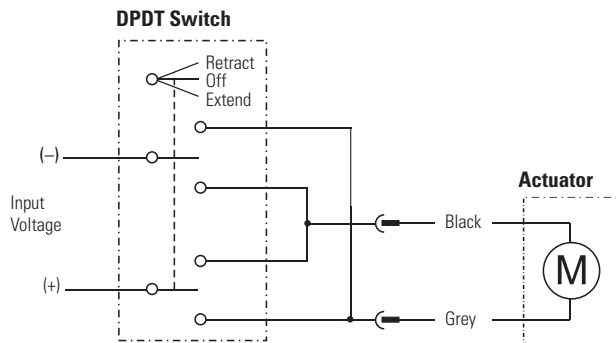 DPDT Switch
Retract
Off
Extend
(–)
Input
Voltage
(+)
Actuator
Black
M
Grey